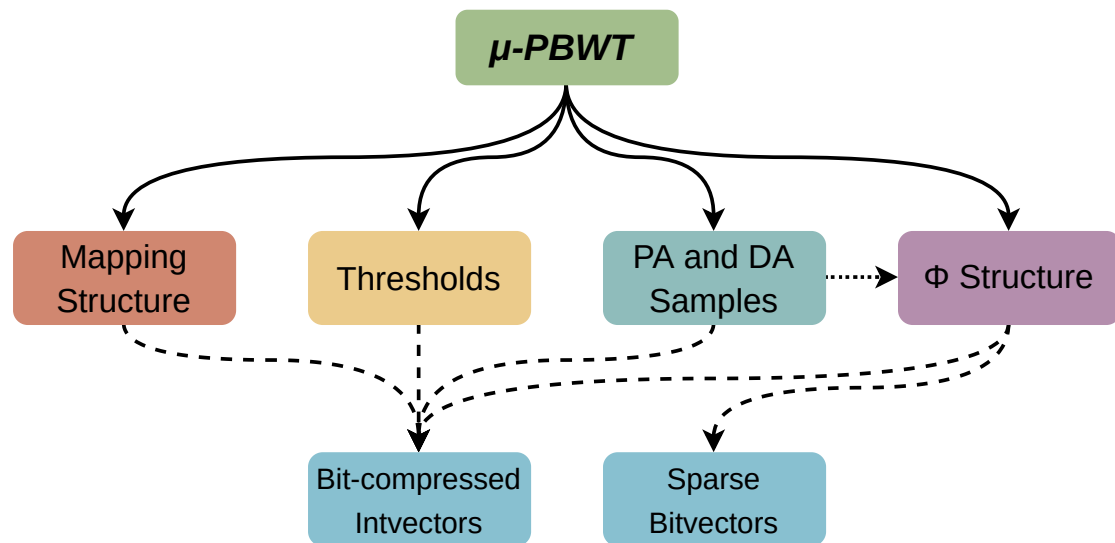 μ-PBWT
Mapping
Structure
Thresholds
PA and DA
Samples
Φ Structure
Bit-compressed
Intvectors
Sparse
Bitvectors